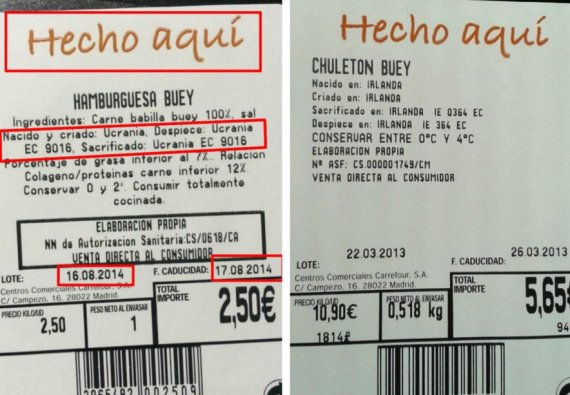 Hecho aquí
HAMBURGUESA BUEY
Ingredientes: Carne babilla buey 100%, sal
Nacido y criado: Ucrania, Despiece: Ucrania
EC 9016, Sacrificado: Ucrania EC 9016
Porcentaje de grasa inferior al 7%. Relacion
Colageno/proteinas carne inferior 12%.
Conservar 0 y 2ª. Consumir totalmente
cocinada.
ELABORACION PROPIA
NN de Autorizacion Sanitaria:CS/0618/CA
VENTA DIRECTA AL CONSUMIDOR
LOTE: 16.08.2014 F. CADUCIDAD: 17.08.2014
Centros Comerciales Carrefour, S.A.
C/ Campezo, 16. 28022 Madrid.
TOTAL
IMPORTE
2,50€
PRECIO KILO/UD
2,50
PESO NETO AL ENVASAR
1
Hecho aquí
CHULETON BUEY
Nacido en: IRLANDA
Criado en: IRLANDA
Sacrificado en: IRLANDA IE 0364 EC
Despiece en: IRLANDA IE 364 EC
CONSERVAR ENTRE 0°C Y 4°C
ELABORACION PROPIA
Nº ASF: CS.000001749/CM
VENTA DIRECTA AL CONSUMIDOR
22.03.2013 26.03.2013
LOTE: F. CADUCIDAD:
Centros Comerciales Carrefour, S.A.
C/ Campezo, 16. 28022 Madrid.
TOTAL
IMPORTE
5,65€
PRECIO KILO/UD
10,90€
PESO NETO AL ENVASAR
0,518 kg
1814#
94